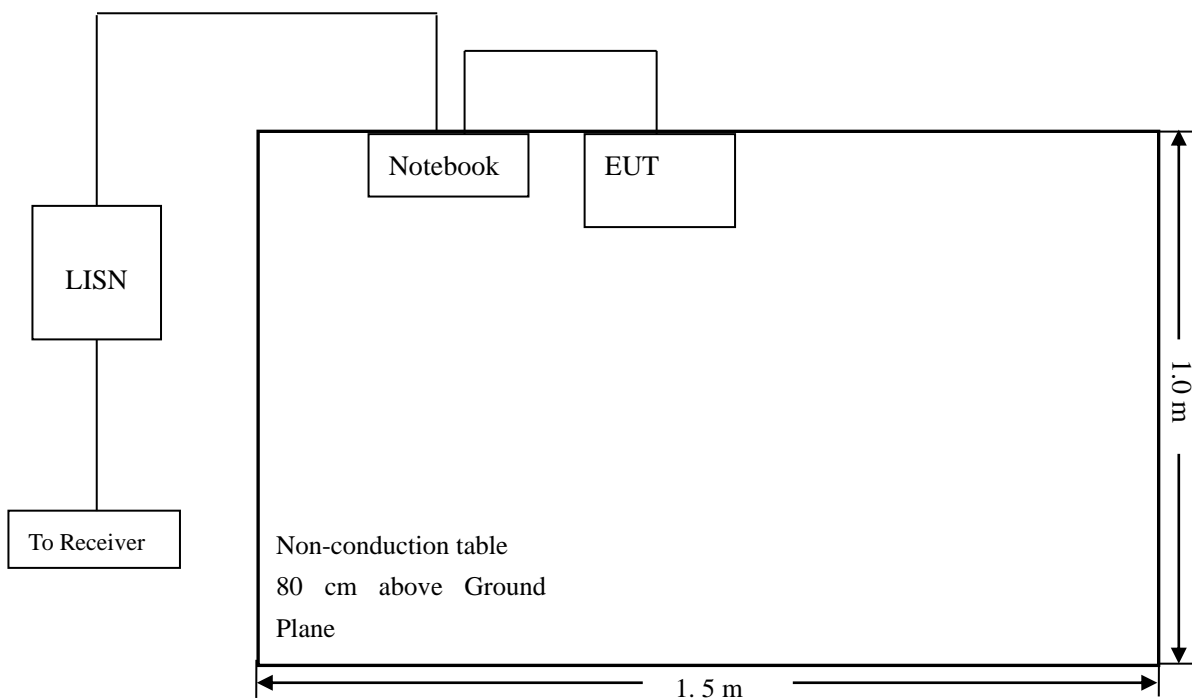 Notebook
EUT
LISN
1.0 m
To Receiver
Non-conduction table
80 cm above Ground
Plane
1. 5 m